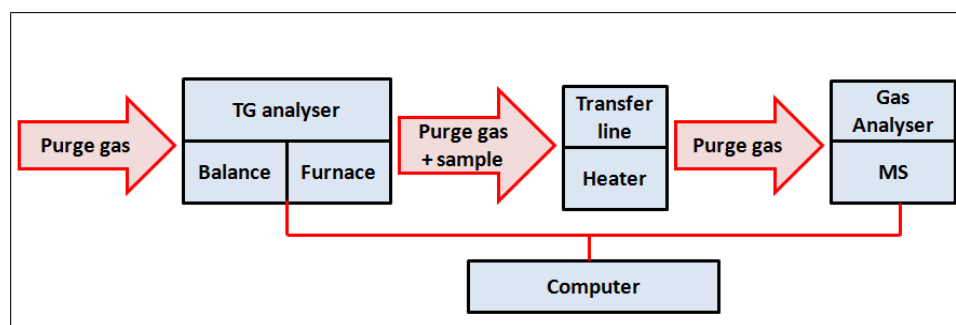 Purge gas
TG analyser
Balance
Furnace
Purge gas
+ sample
Transfer
line
Heater
Purge gas
Gas
Analyser
MS
Computer